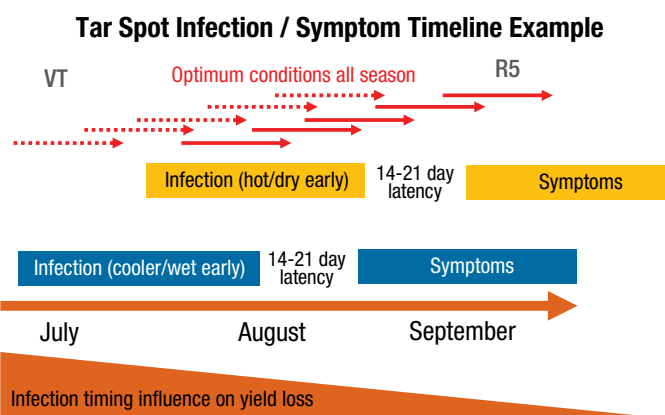 Tar Spot Infection / Symptom Timeline Example
VT
Optimum conditions all season
R5
Infection (hot/dry early)
14-21 day
latency
Symptoms
Infection (cooler/wet early)
14-21 day
latency
Symptoms
July
August
September
Infection timing influence on yield loss